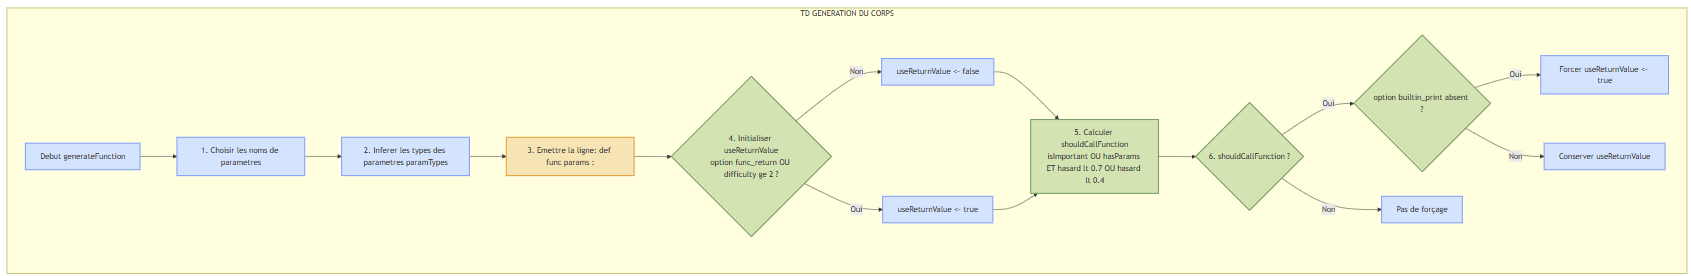 TD GENERATION DU CORPS
Debut generateFunction
1. Choisir les noms de
parametres
2. Inferer les types des
parametres paramTypes
3. Emettre la ligne: def
func params :
4. Initialiser
useReturnValue
option func_return OU
difficulty ge 2 ?
Non
useReturnValue <- false
Oui
useReturnValue <- true
5. Calculer
shouldCallFunction
isImportant OU hasParams
ET hasard lt 0.7 OU hasard
lt 0.4
6. shouldCallFunction ?
Oui
option builtin_print absent
?
Oui
Forcer useReturnValue <-
true
Non
Conserver useReturnValue
Non
Pas de forçage